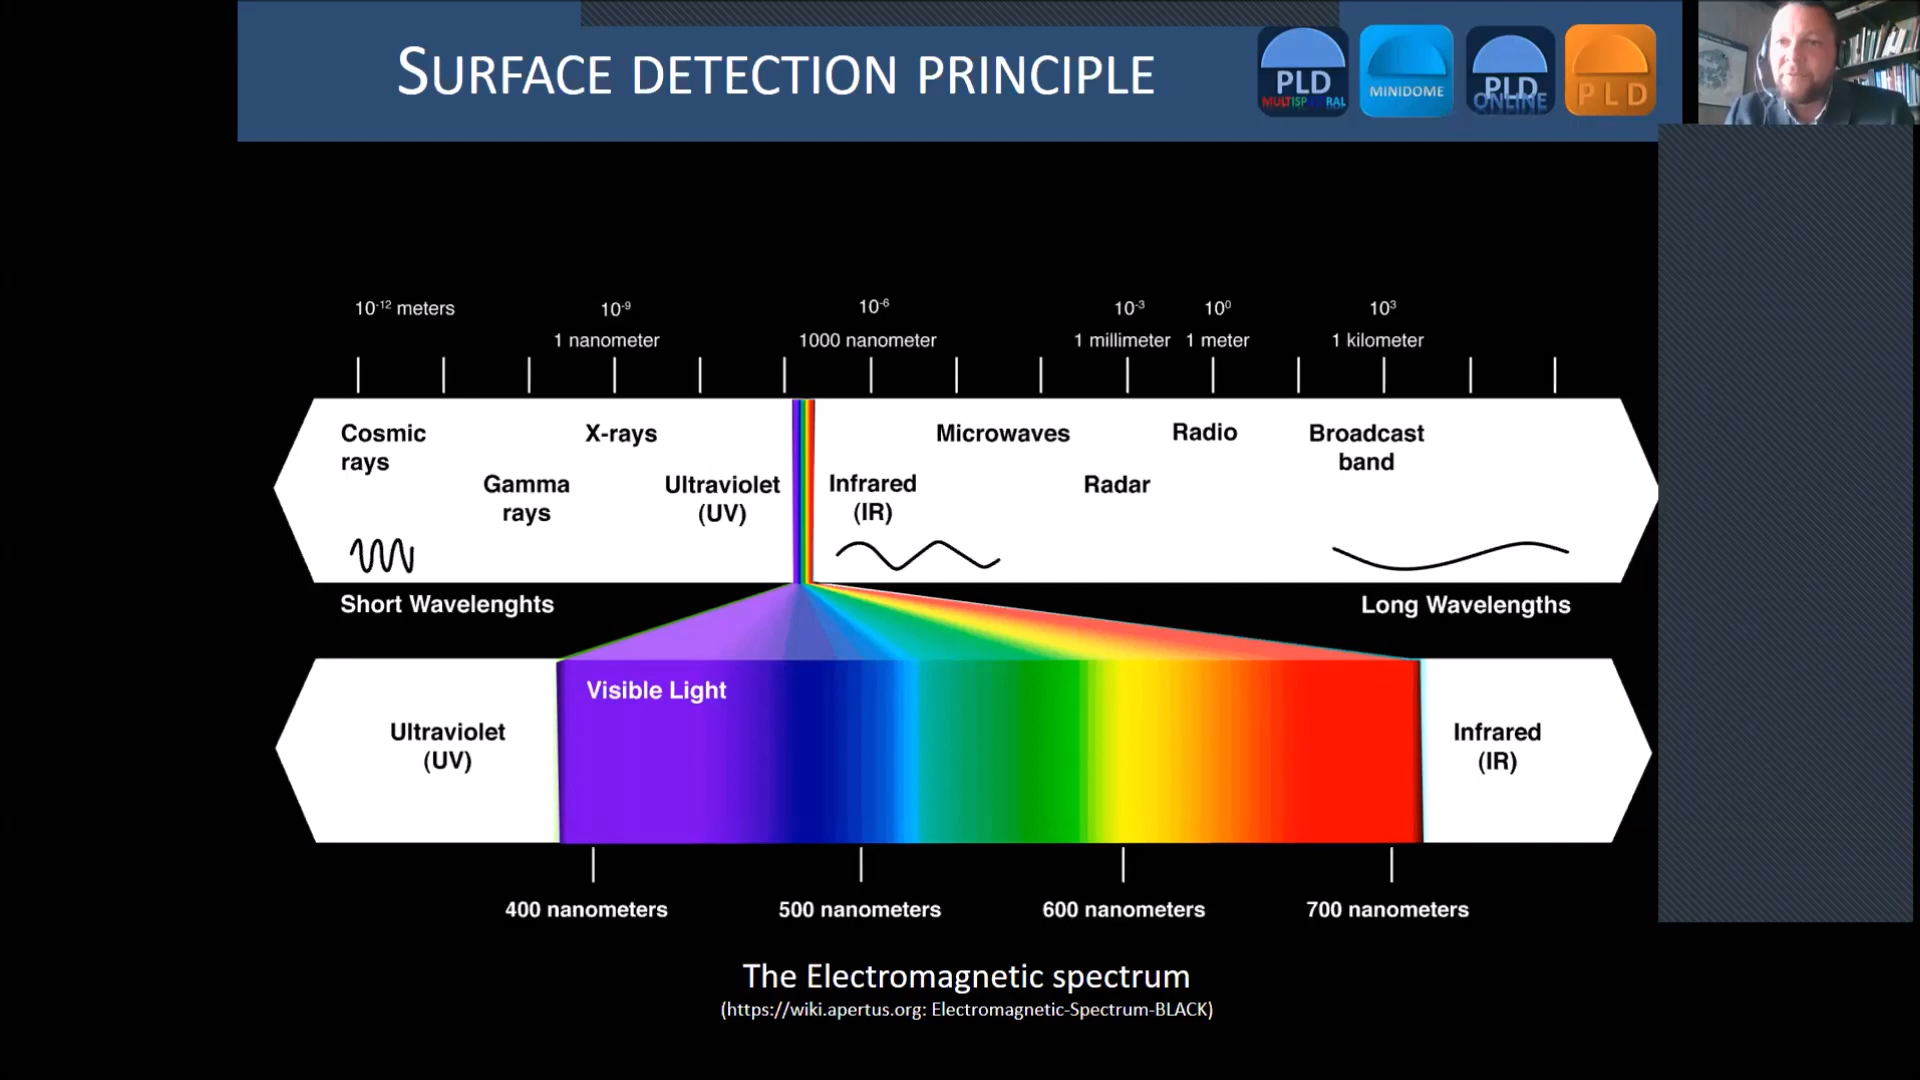 SURFACE DETECTION PRINCIPLE
PLD
MULTISPECTRAL
MINIDOME
PLD
ONLINE
PLD
10⁻¹² meters
10⁻⁹
10⁻⁶
10⁻³
10⁰
10³
1 nanometer
1000 nanometer
1 millimeter
1 meter
1 kilometer
Cosmic
rays
Gamma
rays
X-rays
Ultraviolet
(UV)
Infrared
(IR)
Microwaves
Radar
Radio
Broadcast
band
Short Wavelenghts
Long Wavelengths
Ultraviolet
(UV)
Visible Light
Infrared
(IR)
400 nanometers
500 nanometers
600 nanometers
700 nanometers
The Electromagnetic spectrum
(https://wiki.apertus.org: Electromagnetic-Spectrum-BLACK)